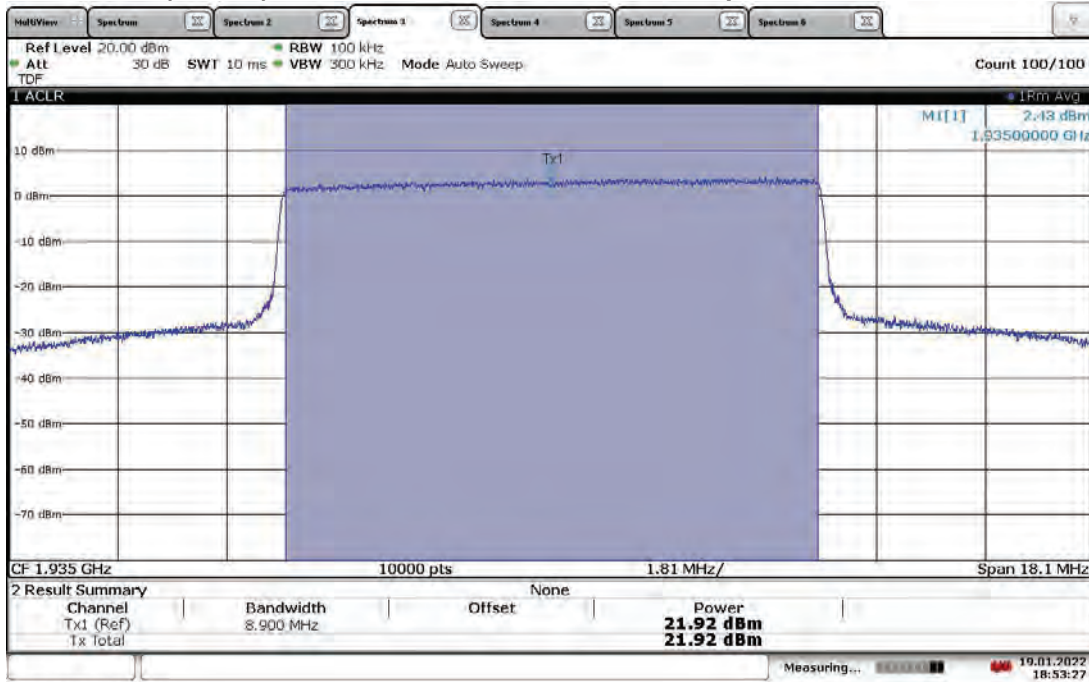 MultiView Spectrum Spectrum 2 Spectrum 3 Spectrum 4 Spectrum 5 Spectrum 6
Ref Level 20.00 dBm RBW 100 kHz
Att 30 dB SWT 10 ms VBW 300 kHz Mode Auto Sweep Count 100/100
TDF
1 ACLR 1Rm Avg
M1[1] 2.43 dBm
1.93500000 GHz
10 dBm
Tx1
0 dBm
-10 dBm
-20 dBm
-30 dBm
-40 dBm
-50 dBm
-60 dBm
-70 dBm
CF 1.935 GHz 10000 pts 1.81 MHz/ Span 18.1 MHz
2 Result Summary None
Channel Bandwidth Offset Power
Tx1 (Ref) 8.900 MHz 21.92 dBm
Tx Total 21.92 dBm
Measuring... 19.01.2022
18:53:27